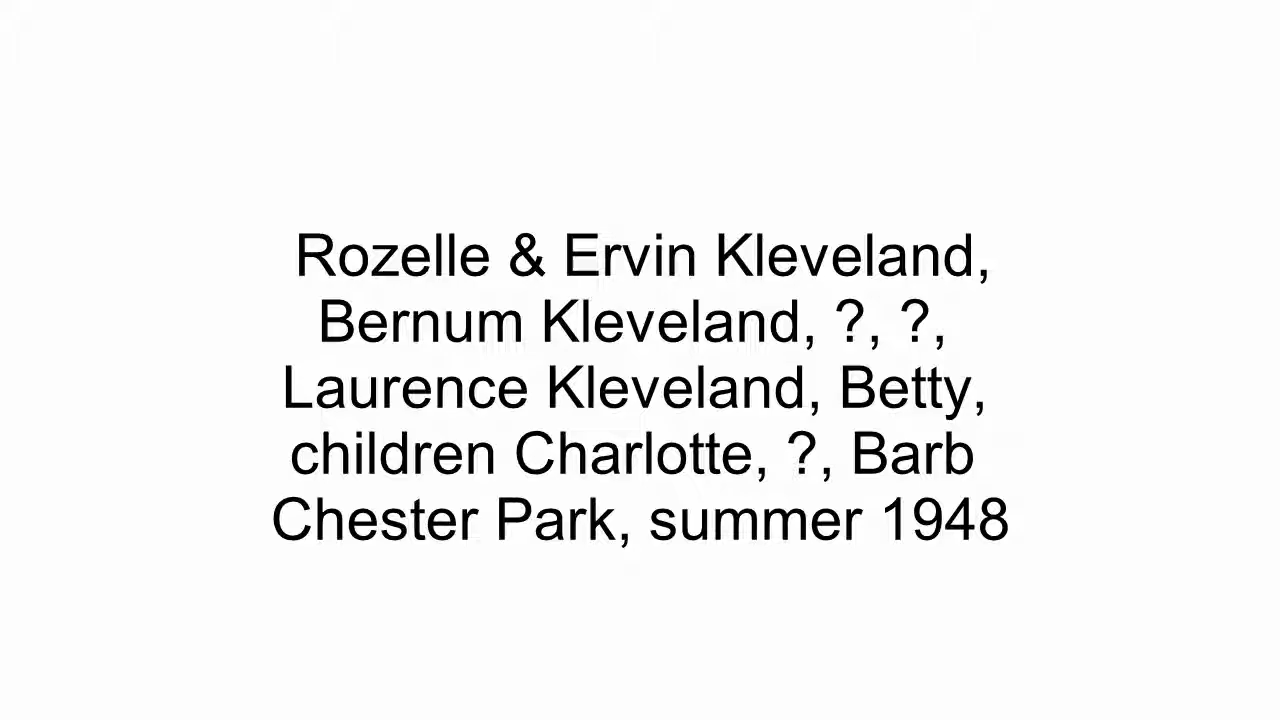 Rozelle & Ervin Kleveland,
Bernum Kleveland, ?, ?,
Laurence Kleveland, Betty,
children Charlotte, ?, Barb
Chester Park, summer 1948